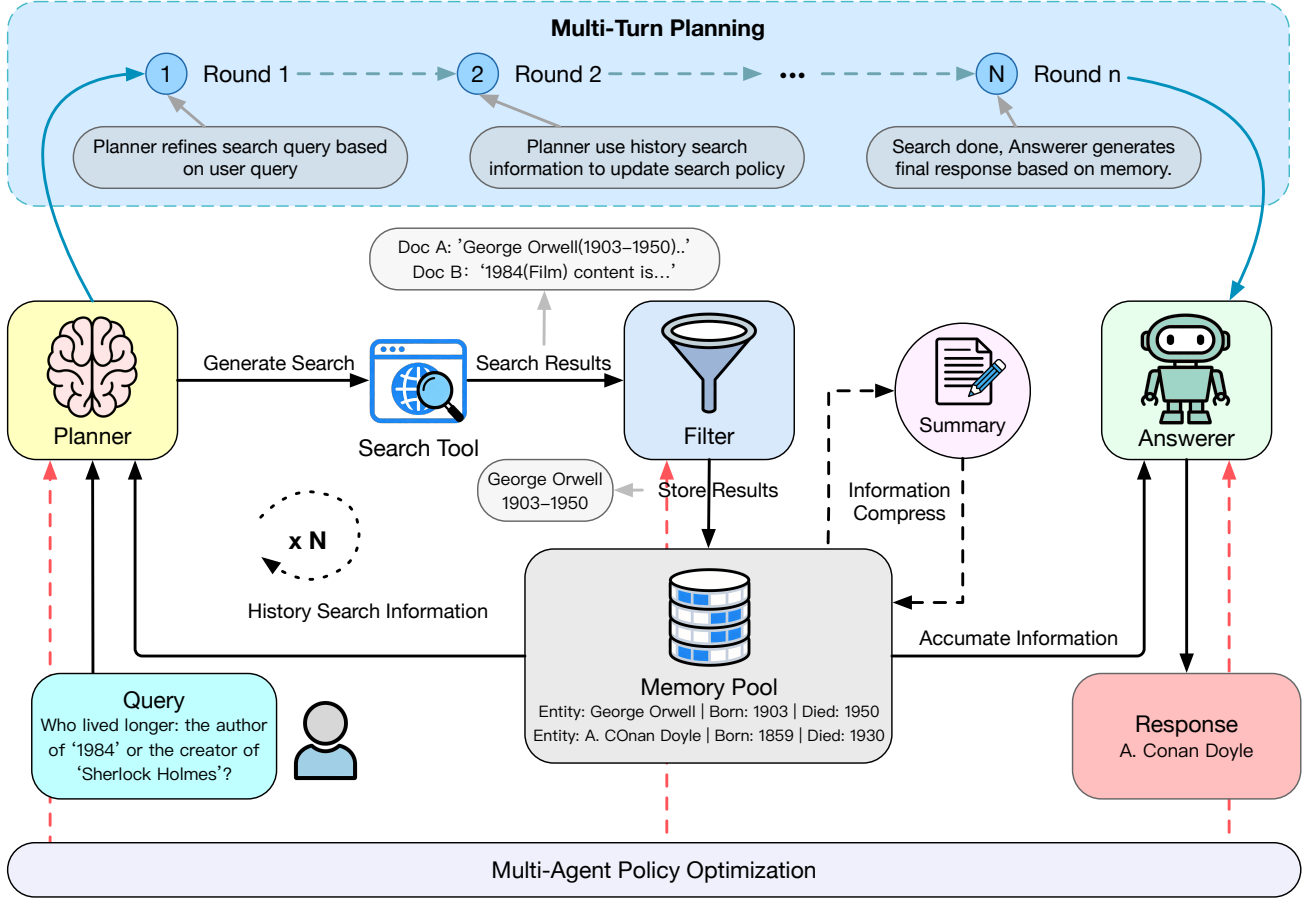 Multi-Turn Planning
1 Round 1
2 Round 2
...
N Round n
Planner refines search query based
on user query
Planner use history search
information to update search policy
Search done, Answerer generates
final response based on memory.
Doc A: 'George Orwell(1903–1950)..'
Doc B: '1984(Film) content is...'
Generate Search
Search Results
Planner
Search Tool
Filter
Summary
Answerer
George Orwell
1903–1950
Store Results
Information
Compress
x N
History Search Information
Accumate Information
Memory Pool
Entity: George Orwell | Born: 1903 | Died: 1950
Entity: A. COnan Doyle | Born: 1859 | Died: 1930
Query
Who lived longer: the author
of '1984' or the creator of
'Sherlock Holmes'?
Response
A. Conan Doyle
Multi-Agent Policy Optimization